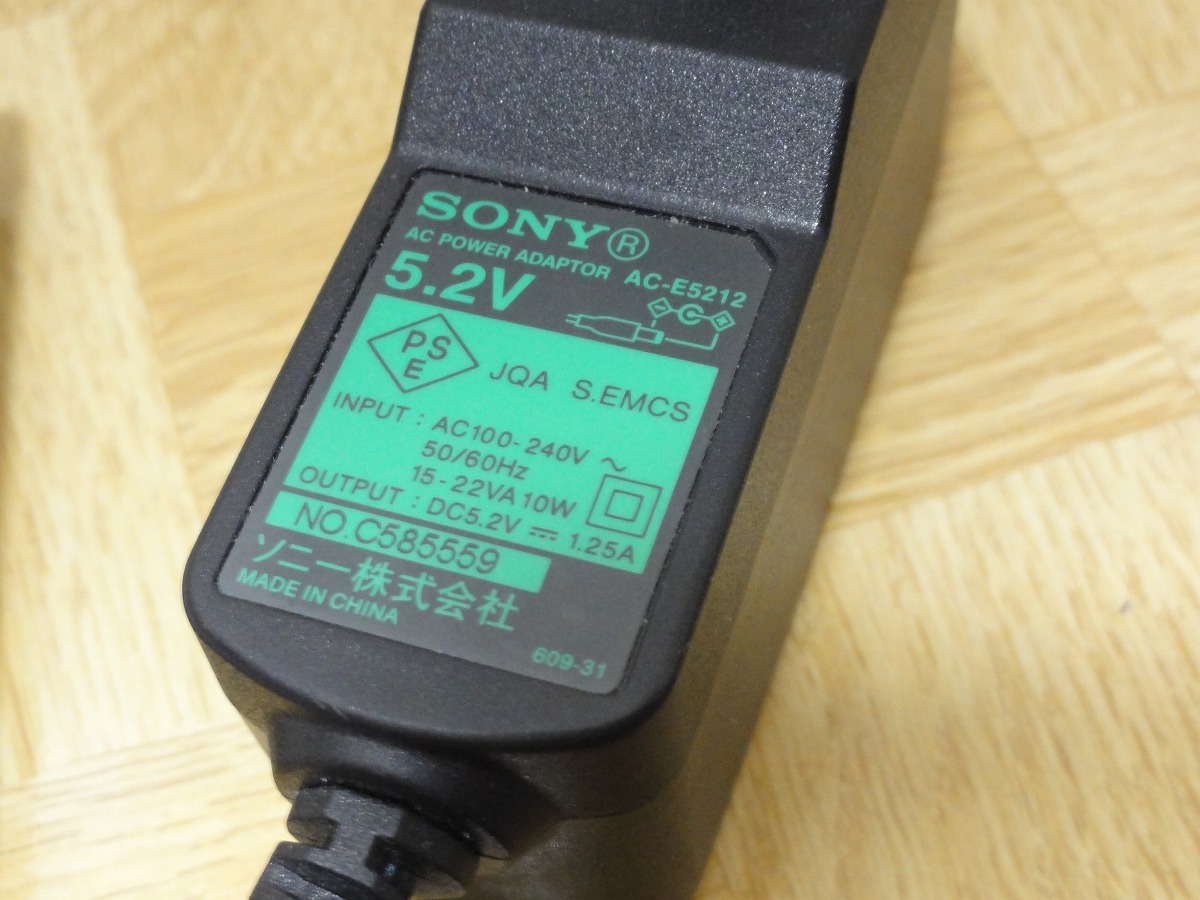 SONY®
AC POWER ADAPTOR AC-E5212
5.2V
PSE JQA S.EMCS
INPUT : AC100-240V ~
50/60Hz
15-22VA 10W
OUTPUT : DC5.2V ⎓ 1.25A
NO.C585559
ソニー株式会社
MADE IN CHINA
609-31